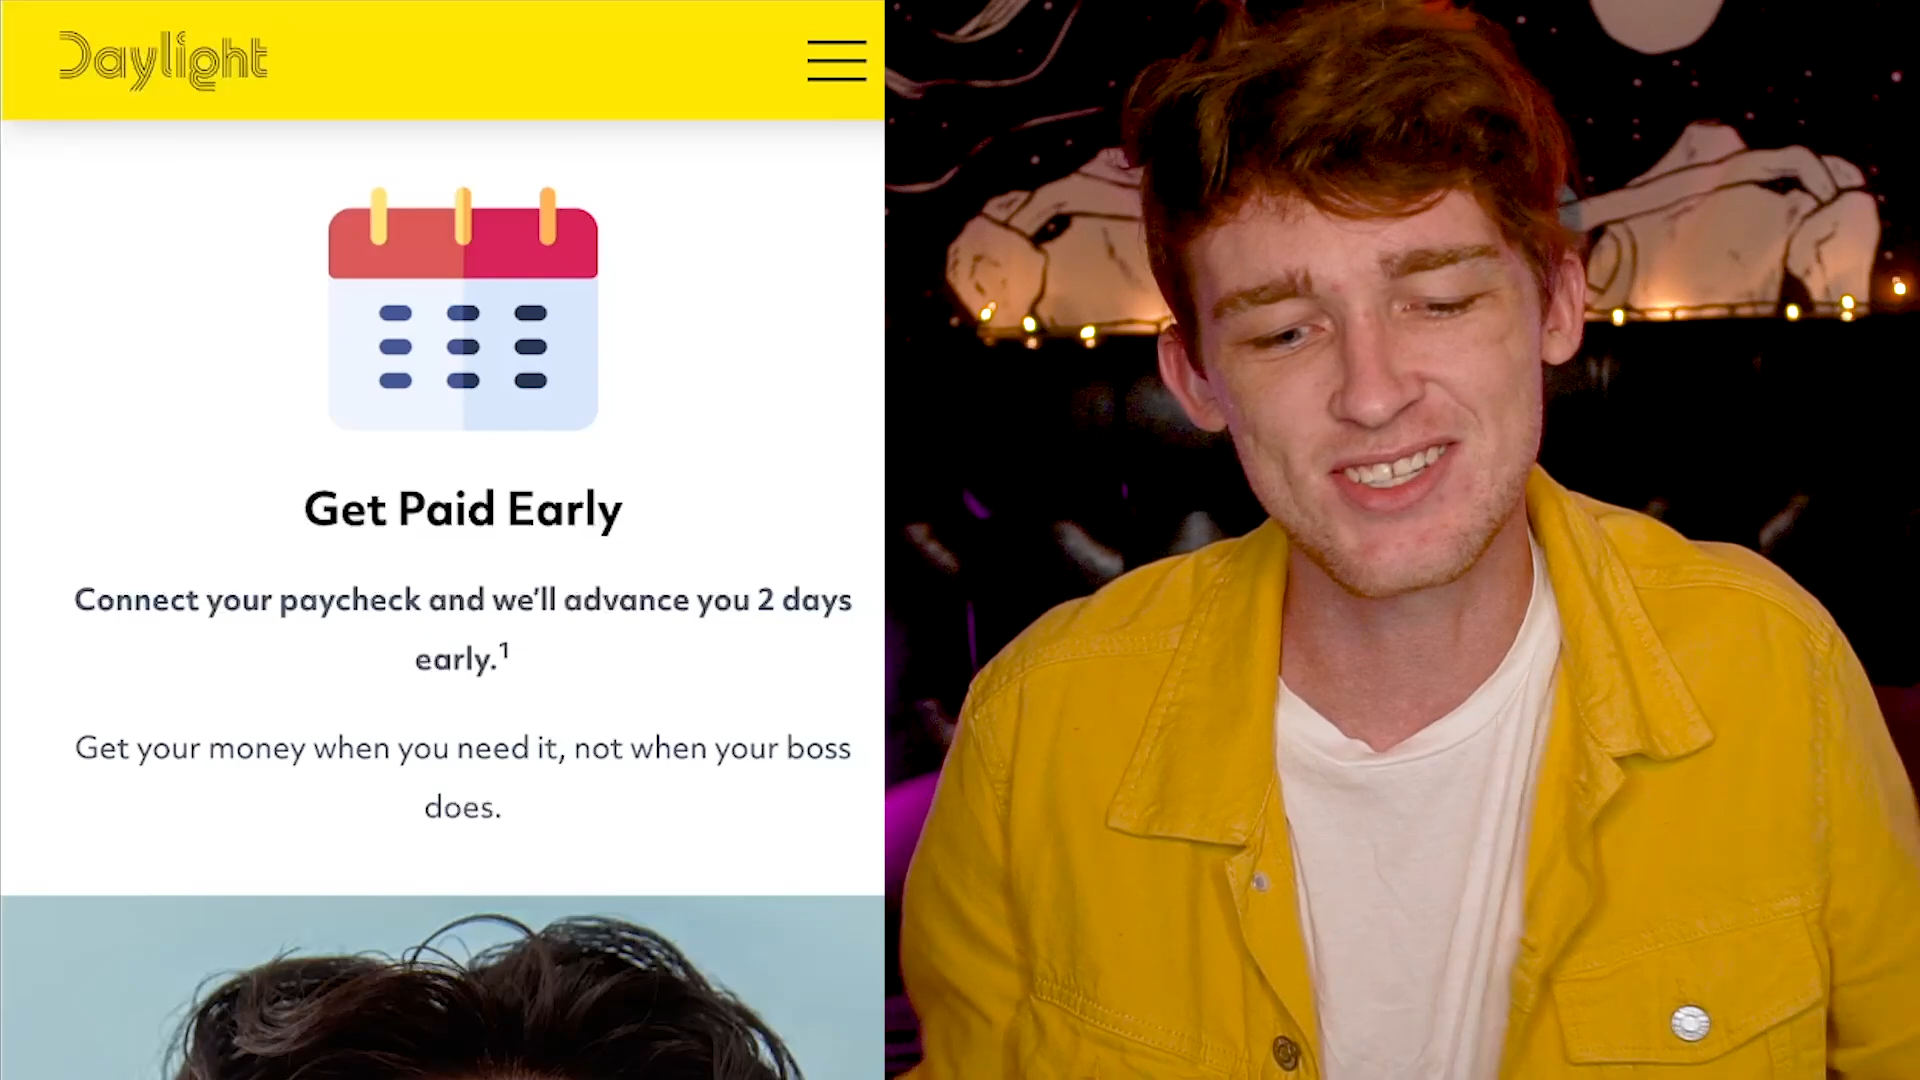 Daylight
Get Paid Early
Connect your paycheck and we'll advance you 2 days
early.1
Get your money when you need it, not when your boss
does.